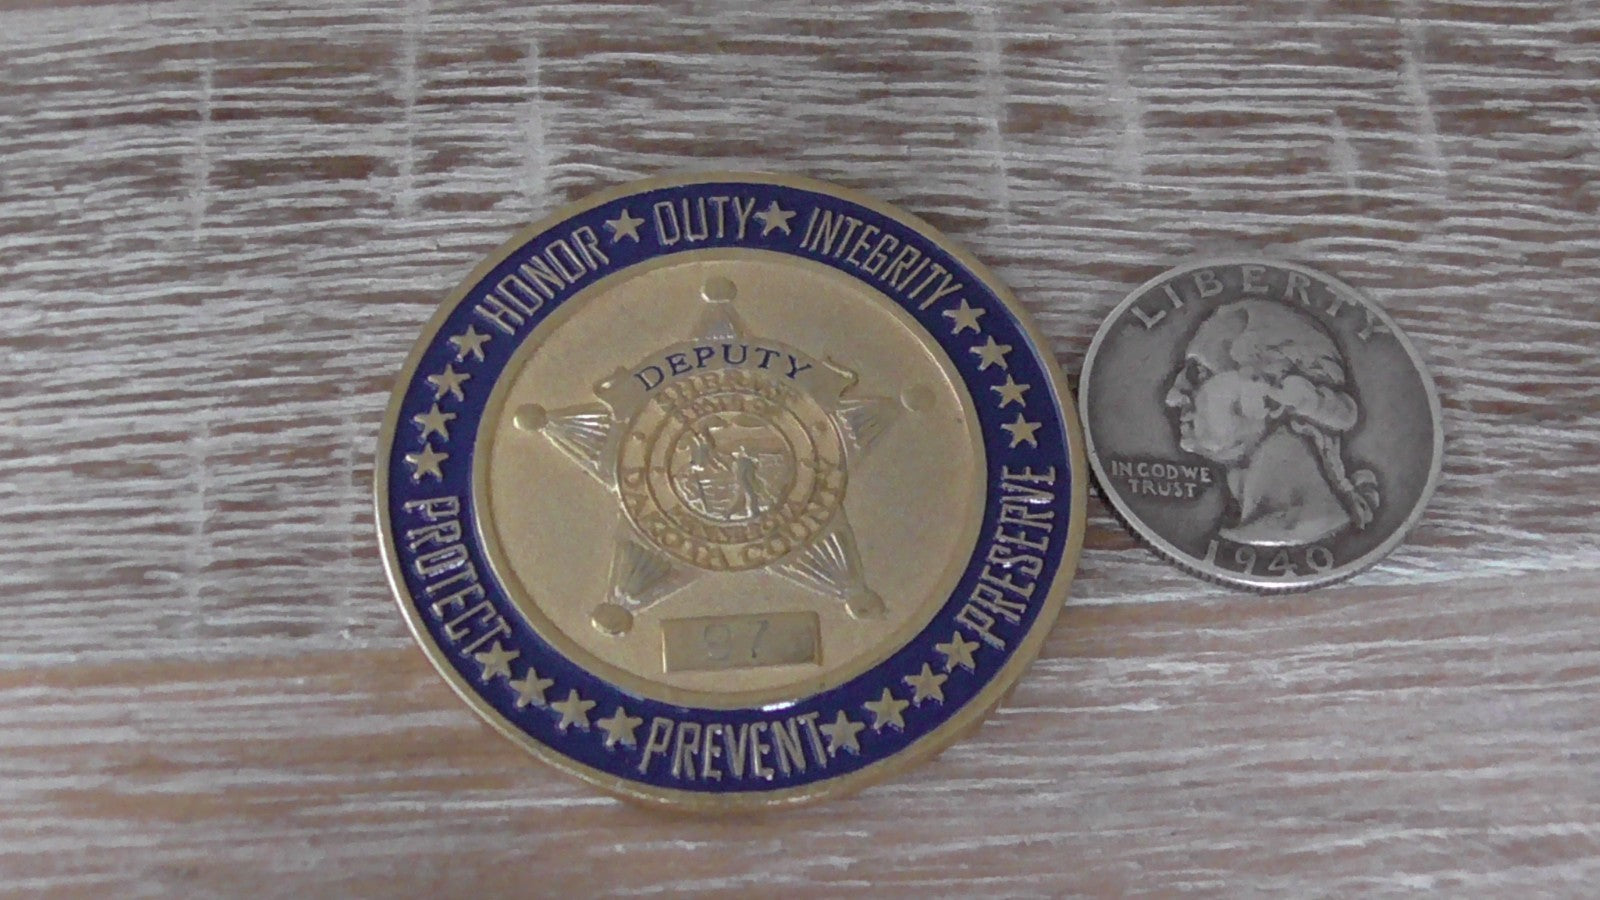 HONOR ★ DUTY ★ INTEGRITY
PROTECT
PREVENT
PRESERVE
DEPUTY
SHERIFF
DAKOTA COUNTY
97
LIBERTY
IN GOD WE
TRUST
1940